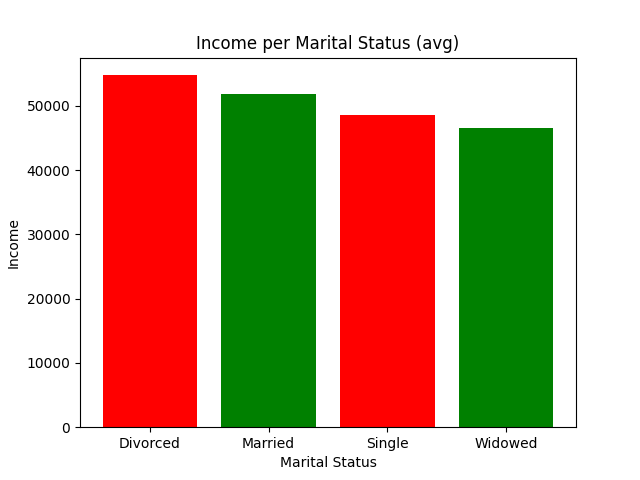 Income per Marital Status (avg)
Income
50000
40000
30000
20000
10000
0
Divorced Married Single Widowed
Marital Status